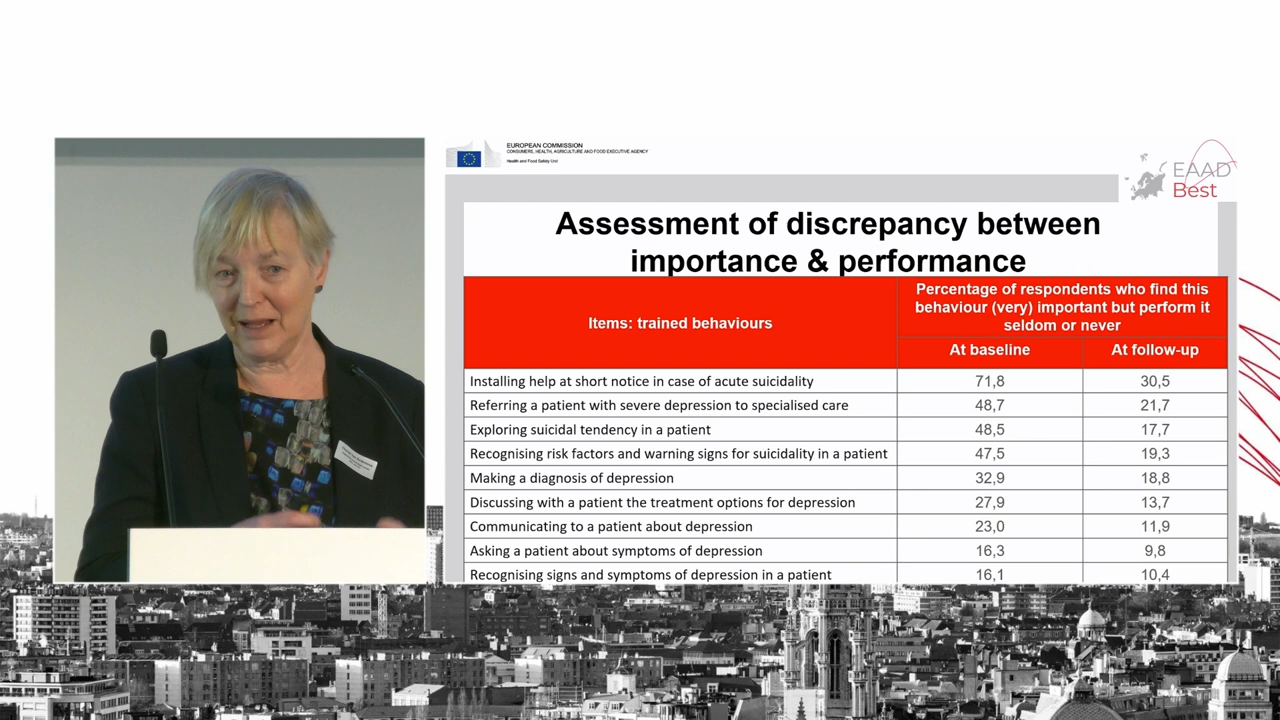 EUROPEAN COMMISSION
CONSUMERS, HEALTH, AGRICULTURE AND FOOD EXECUTIVE AGENCY
Health and Food Safety Unit
EAAD
Best
Assessment of discrepancy between
importance & performance
Items: trained behaviours
Percentage of respondents who find this
behaviour (very) important but perform it
seldom or never
At baseline At follow-up
Installing help at short notice in case of acute suicidality 71,8 30,5
Referring a patient with severe depression to specialised care 48,7 21,7
Exploring suicidal tendency in a patient 48,5 17,7
Recognising risk factors and warning signs for suicidality in a patient 47,5 19,3
Making a diagnosis of depression 32,9 18,8
Discussing with a patient the treatment options for depression 27,9 13,7
Communicating to a patient about depression 23,0 11,9
Asking a patient about symptoms of depression 16,3 9,8
Recognising signs and symptoms of depression in a patient 16,1 10,4